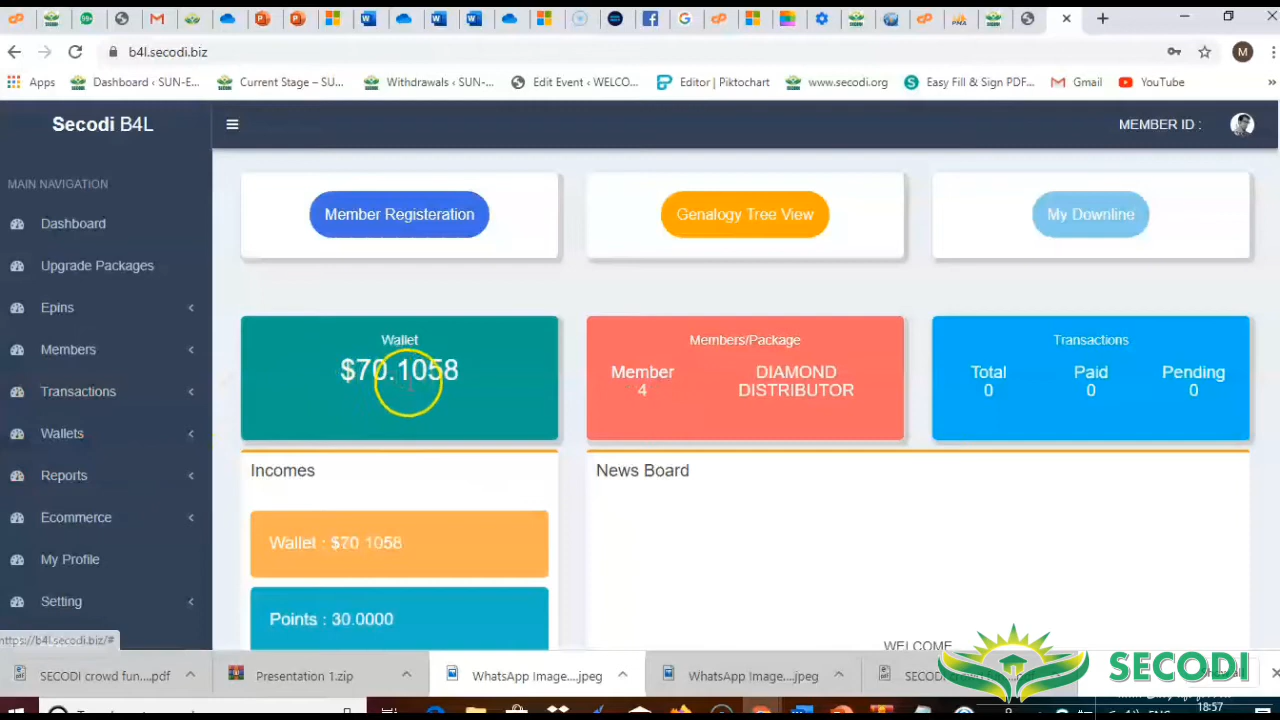 b4l.secodi.biz
M
Apps
Dashboard ‹ SUN-E...
Current Stage – SU...
Withdrawals ‹ SUN-...
Edit Event ‹ WELCO...
Editor | Piktochart
www.secodi.org
Easy Fill & Sign PDF...
Gmail
YouTube
»
Secodi B4L
MEMBER ID :
MAIN NAVIGATION
Dashboard
Upgrade Packages
Epins
Members
Transactions
Wallets
Reports
Ecommerce
My Profile
Setting
Member Registeration
Genalogy Tree View
My Downline
Wallet
$70.1058
Members/Package
Member
4
DIAMOND
DISTRIBUTOR
Transactions
Total
0
Paid
0
Pending
0
Incomes
Wallet : $70.1058
Points : 30.0000
News Board
WELCOME
https://b4l.secodi.biz/#
SECODI crowd fun....pdf
Presentation 1.zip
WhatsApp Image....jpeg
WhatsApp Image....jpeg
SECODI
ENG
18:57